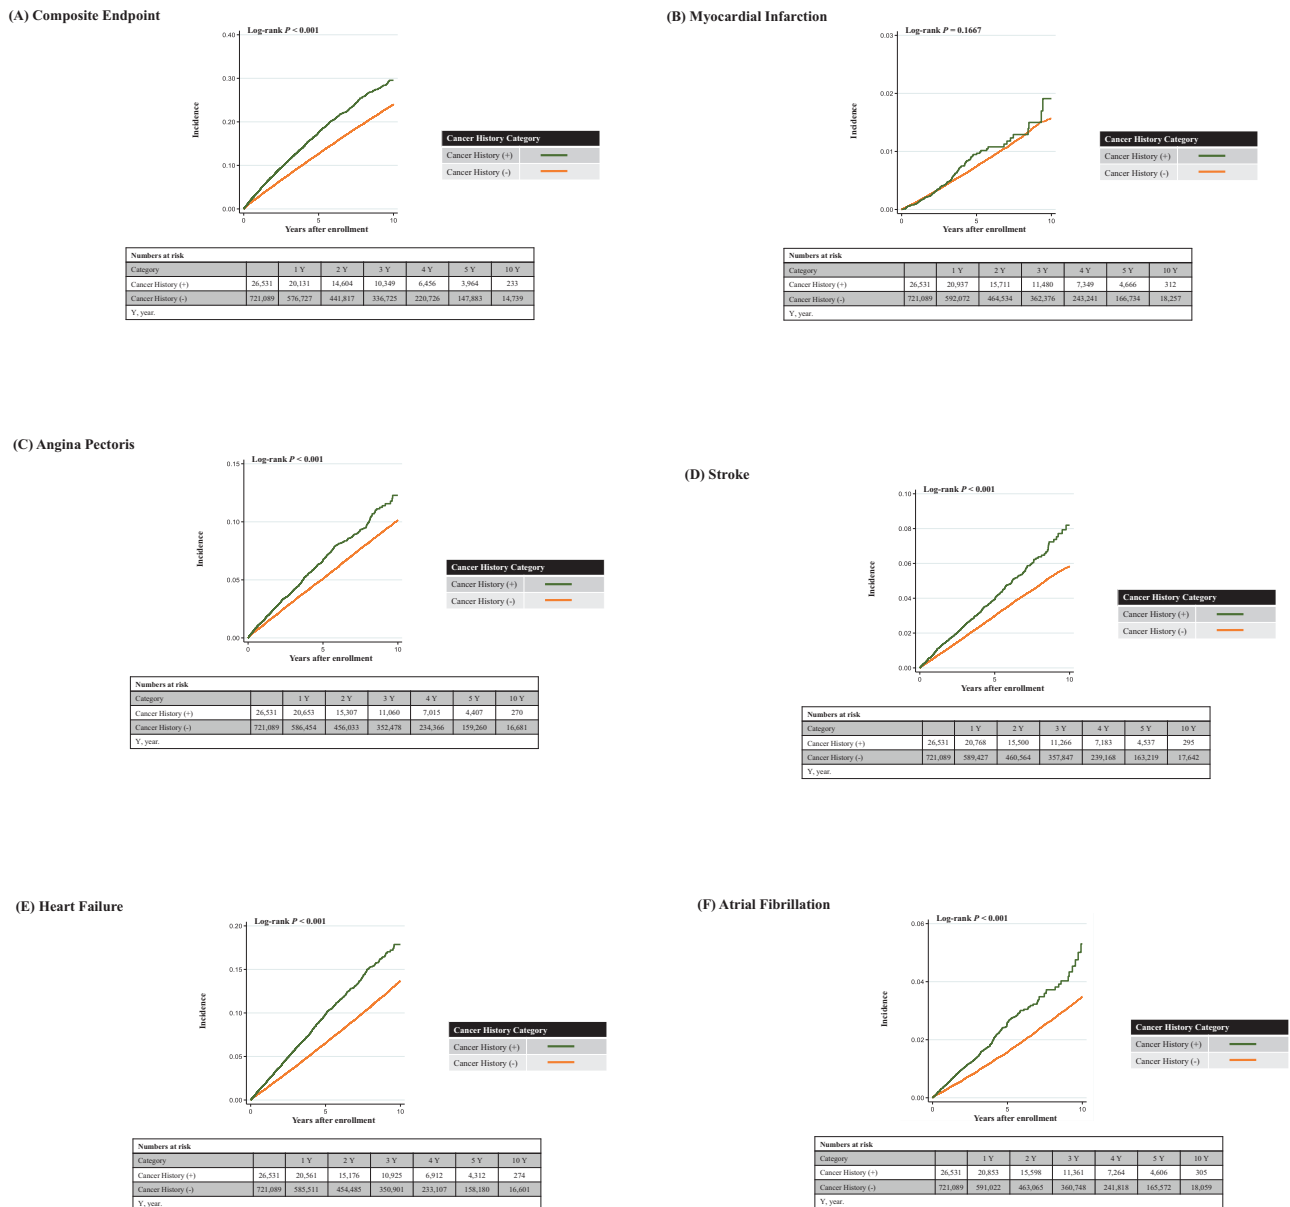 (A) Composite Endpoint
Log-rank P < 0.001
0.40
0.30
0.20
0.10
0.00
Incidence
0 5 10
Years after enrollment
Cancer History Category
Cancer History (+)
Cancer History (-)
Numbers at risk
Category 1 Y 2 Y 3 Y 4 Y 5 Y 10 Y
Cancer History (+) 26,531 20,131 14,604 10,349 6,456 3,964 233
Cancer History (-) 721,089 576,727 441,817 336,725 220,726 147,883 14,739
Y, year.
(B) Myocardial Infarction
Log-rank P = 0.1667
0.03
0.02
0.01
0.00
Incidence
0 5 10
Years after enrollment
Cancer History Category
Cancer History (+)
Cancer History (-)
Numbers at risk
Category 1 Y 2 Y 3 Y 4 Y 5 Y 10 Y
Cancer History (+) 26,531 20,937 15,711 11,480 7,349 4,666 312
Cancer History (-) 721,089 592,072 464,534 362,376 243,241 166,734 18,257
Y, year.
(C) Angina Pectoris
Log-rank P < 0.001
0.15
0.10
0.05
0.00
Incidence
0 5 10
Years after enrollment
Cancer History Category
Cancer History (+)
Cancer History (-)
Numbers at risk
Category 1 Y 2 Y 3 Y 4 Y 5 Y 10 Y
Cancer History (+) 26,531 20,653 15,307 11,060 7,015 4,407 270
Cancer History (-) 721,089 586,454 456,033 352,478 234,366 159,260 16,681
Y, year.
(D) Stroke
Log-rank P < 0.001
0.10
0.08
0.06
0.04
0.02
0.00
Incidence
0 5 10
Years after enrollment
Cancer History Category
Cancer History (+)
Cancer History (-)
Numbers at risk
Category 1 Y 2 Y 3 Y 4 Y 5 Y 10 Y
Cancer History (+) 26,531 20,768 15,500 11,266 7,183 4,537 295
Cancer History (-) 721,089 589,427 460,564 357,847 239,168 163,219 17,642
Y, year.
(E) Heart Failure
Log-rank P < 0.001
0.20
0.15
0.10
0.05
0.00
Incidence
0 5 10
Years after enrollment
Cancer History Category
Cancer History (+)
Cancer History (-)
Numbers at risk
Category 1 Y 2 Y 3 Y 4 Y 5 Y 10 Y
Cancer History (+) 26,531 20,561 15,176 10,925 6,912 4,312 274
Cancer History (-) 721,089 585,511 454,485 350,901 233,107 158,180 16,601
Y, year.
(F) Atrial Fibrillation
Log-rank P < 0.001
0.06
0.04
0.02
0.00
Incidence
0 5 10
Years after enrollment
Cancer History Category
Cancer History (+)
Cancer History (-)
Numbers at risk
Category 1 Y 2 Y 3 Y 4 Y 5 Y 10 Y
Cancer History (+) 26,531 20,853 15,598 11,361 7,264 4,606 305
Cancer History (-) 721,089 591,022 463,065 360,748 241,818 165,572 18,059
Y, year.